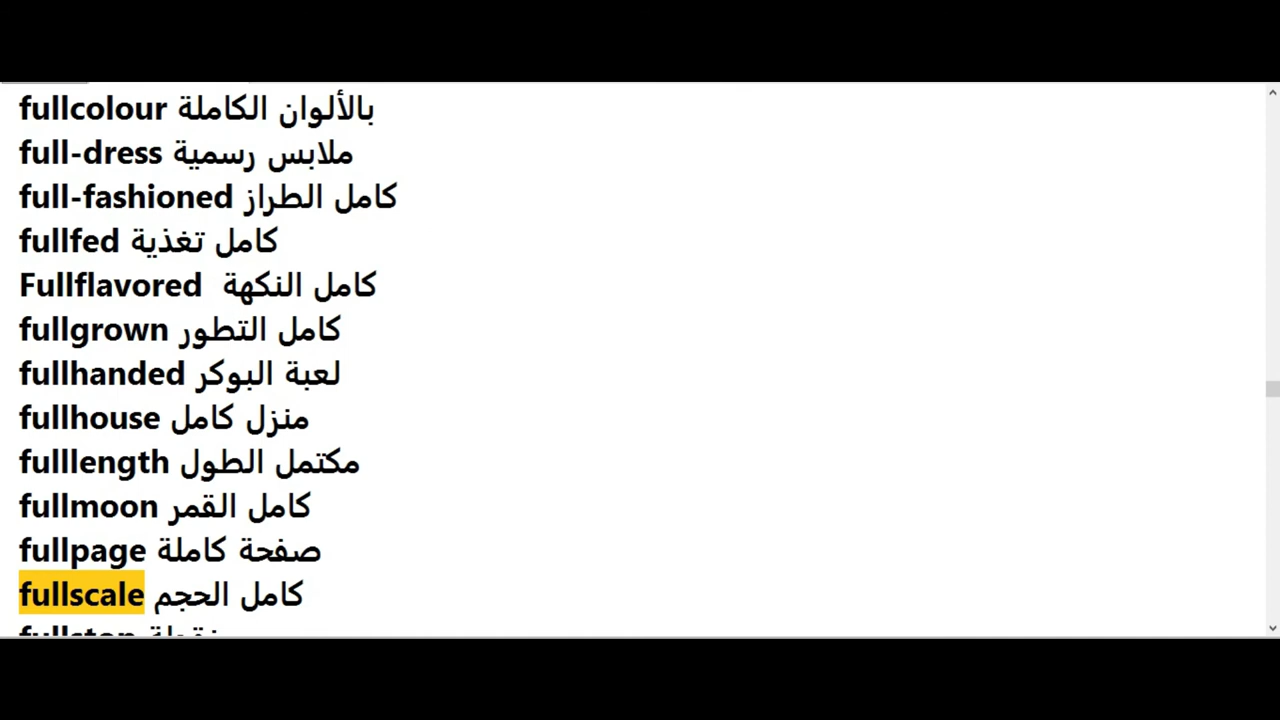 fullcolour بالألوان الكاملة
full-dress ملابس رسمية
full-fashioned كامل الطراز
fullfed كامل تغذية
Fullflavored كامل النكهة
fullgrown كامل التطور
fullhanded لعبة البوكر
fullhouse منزل كامل
fulllength مكتمل الطول
fullmoon كامل القمر
fullpage صفحة كاملة
fullscale كامل الحجم
fullstop نقطة